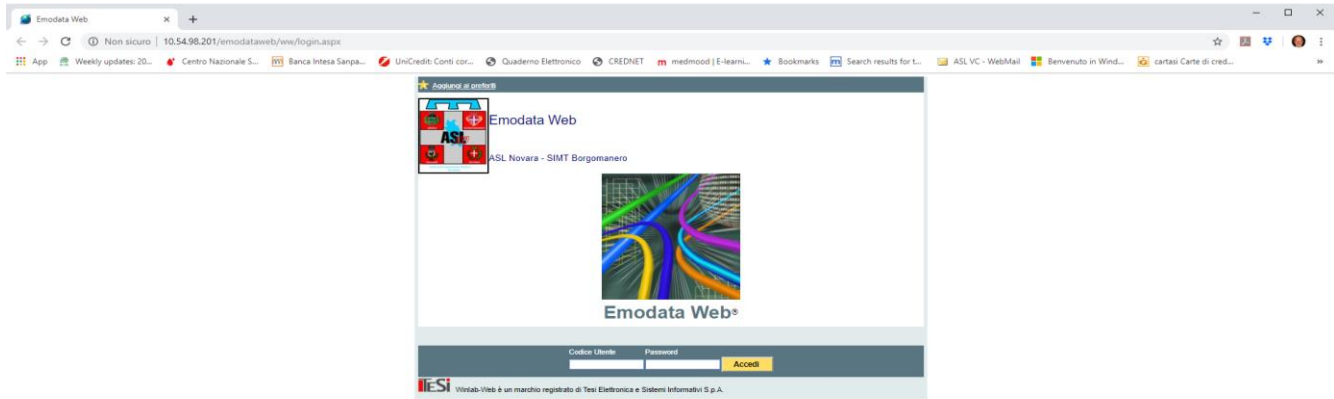 Emodata Web
Non sicuro | 10.54.98.201/emodataweb/ww/login.aspx
App Weekly updates: 20... Centro Nazionale S... Banca Intesa Sanpa... UniCredit: Conti cor... Quaderno Elettronico CREDNET medmood | E-learni... Bookmarks Search results for t... ASL VC - WebMail Benvenuto in Wind... cartasi Carte di cred...
Aggiungi ai preferiti
ASL
Emodata Web
ASL Novara - SIMT Borgomanero
Emodata Web®
Codice Utente Password
Accedi
TESi Winlab-Web è un marchio registrato di Tesi Elettronica e Sistemi Informativi S.p.A.